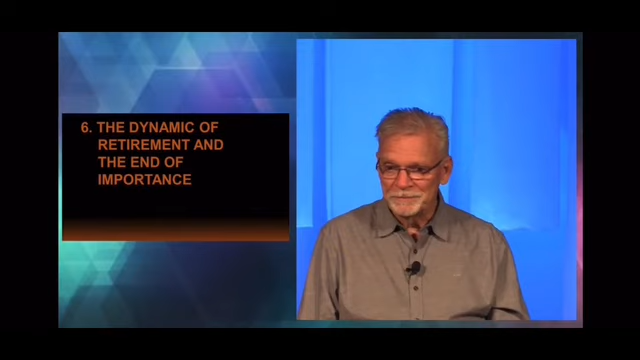 6. THE DYNAMIC OF
RETIREMENT AND
THE END OF
IMPORTANCE